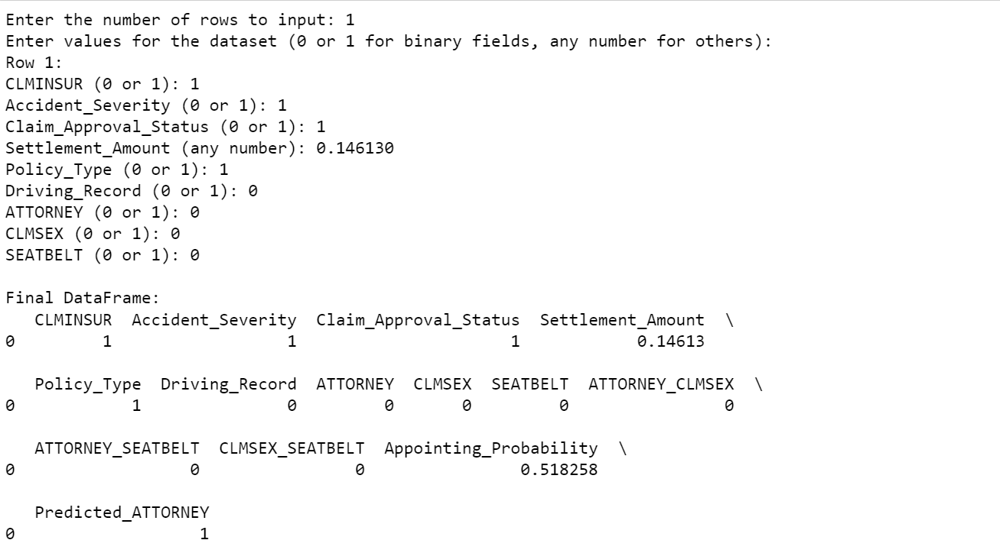 Enter the number of rows to input: 1
Enter values for the dataset (0 or 1 for binary fields, any number for others):
Row 1:
CLMINSUR (0 or 1): 1
Accident_Severity (0 or 1): 1
Claim_Approval_Status (0 or 1): 1
Settlement_Amount (any number): 0.146130
Policy_Type (0 or 1): 1
Driving_Record (0 or 1): 0
ATTORNEY (0 or 1): 0
CLMSEX (0 or 1): 0
SEATBELT (0 or 1): 0

Final DataFrame:
   CLMINSUR  Accident_Severity  Claim_Approval_Status  Settlement_Amount  \
0         1                  1                      1            0.14613

   Policy_Type  Driving_Record  ATTORNEY  CLMSEX  SEATBELT  ATTORNEY_CLMSEX  \
0            1               0         0       0         0                0

   ATTORNEY_SEATBELT  CLMSEX_SEATBELT  Appointing_Probability  \
0                  0                0                0.518258

   Predicted_ATTORNEY
0                   1